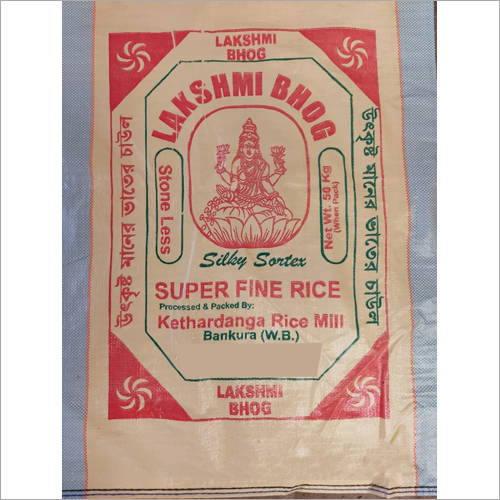 LAKSHMI
BHOG
LAKSHMI BHOG
উৎকৃষ্ট মানের ভাতের চাউল
Stone Less
Net Wt. 50 Kg
(When Pack)
উৎকৃষ্ট মানের ভাতের চাউল
Silky Sortex
SUPER FINE RICE
Processed & Packed By:
Kethardanga Rice Mill
Bankura (W.B.)
LAKSHMI
BHOG